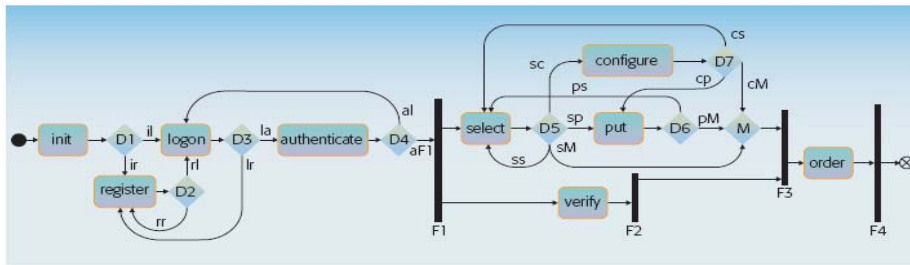 cs
sc
configure
D7
ps
cp
cM
al
init
D1
il
logon
D3
la
authenticate
D4
aF1
select
D5
sp
put
D6
pM
M
ir
rl
lr
ss
sM
order
register
D2
rr
verify
F1
F2
F3
F4